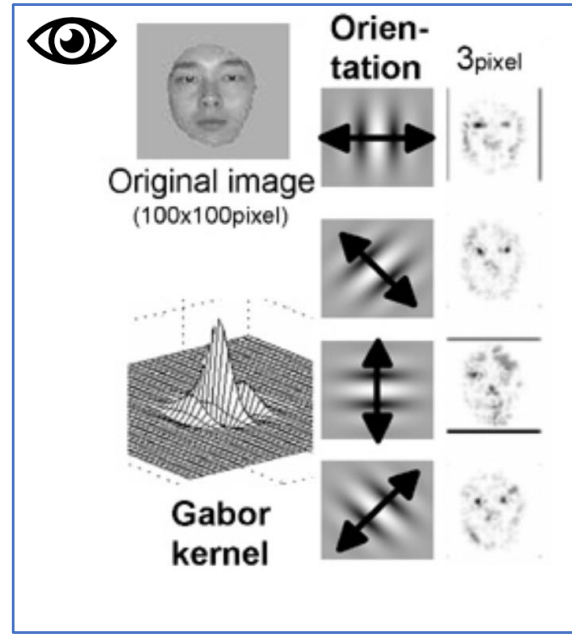 Orien-
tation
3pixel
Original image
(100x100pixel)
Gabor
kernel